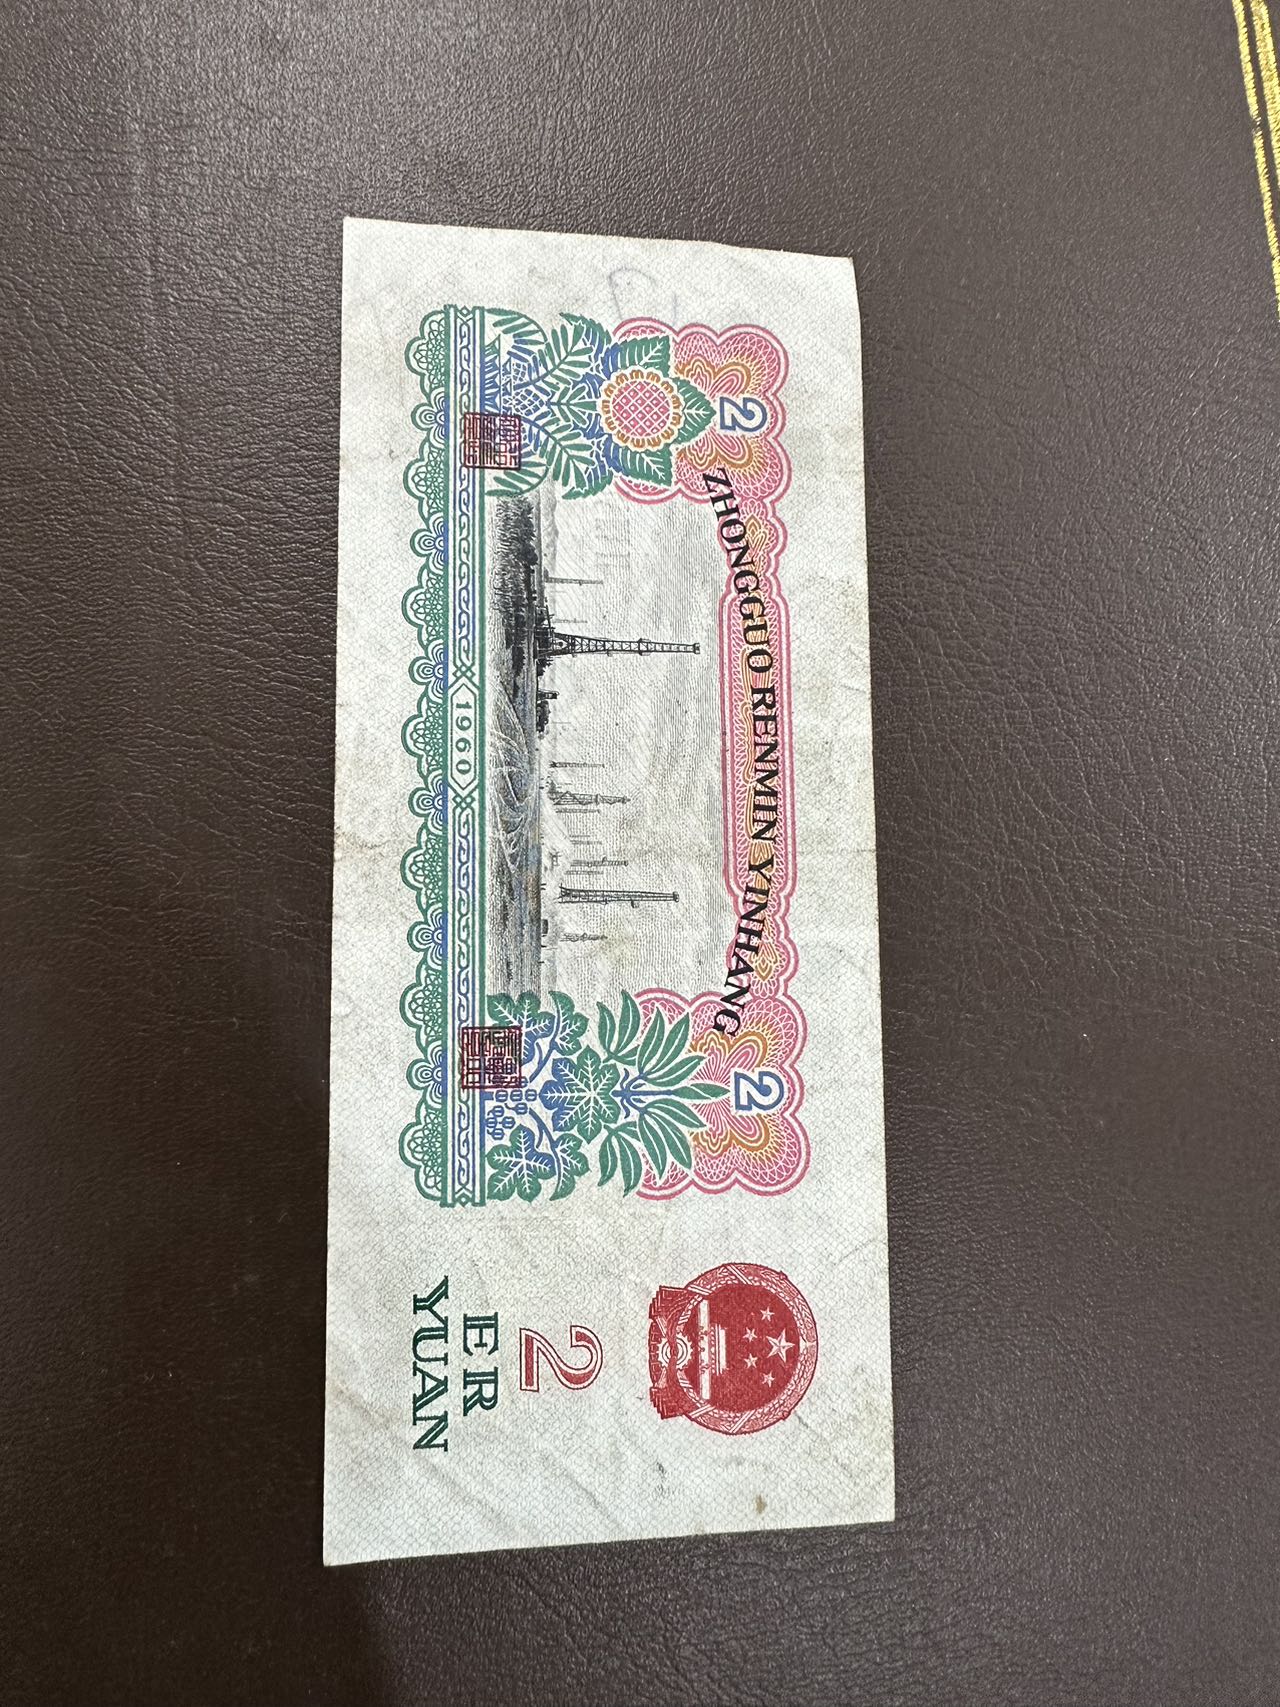 ZHONGGUO RENMIN YINHANG
2
2
1960
2
ER
YUAN